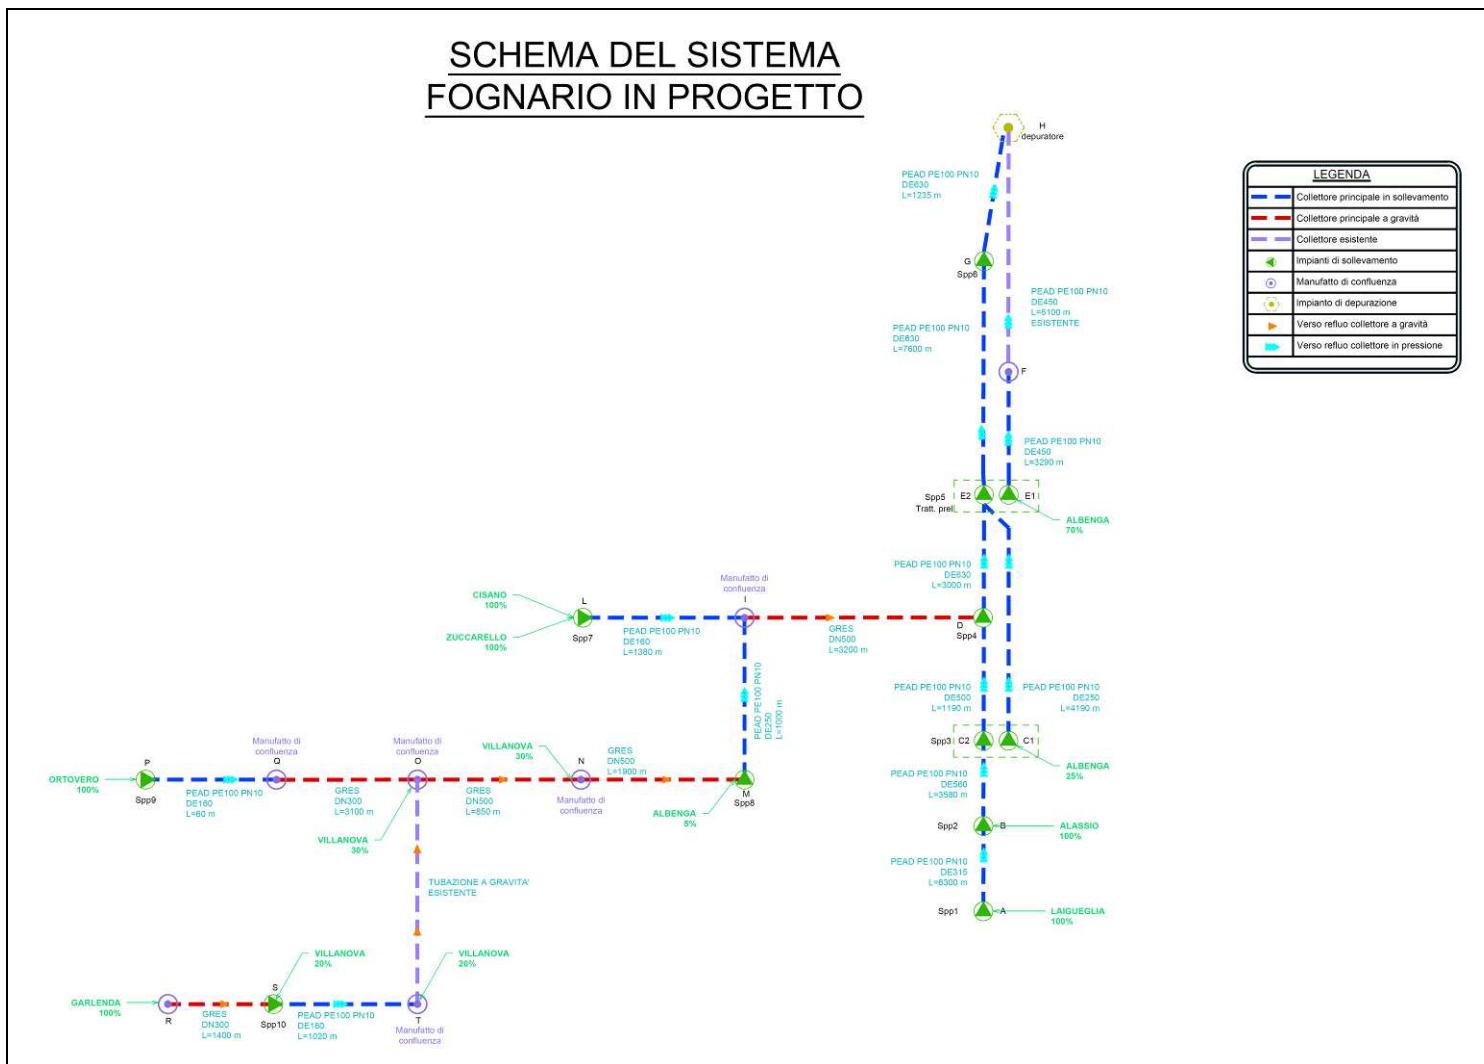 SCHEMA DEL SISTEMA
FOGNARIO IN PROGETTO
H
depuratore
PEAD PE100 PN10
DE630
L=1235 m
G
Spp6
PEAD PE100 PN10
DE450
L=6100 m
ESISTENTE
PEAD PE100 PN10
DE630
L=7600 m
F
PEAD PE100 PN10
DE450
L=3290 m
Spp5
Tratt. prel
E2
E1
ALBENGA
70%
PEAD PE100 PN10
DE630
L=3000 m
Manufatto di
confluenza
I
CISANO
100%
L
Spp7
ZUCCARELLO
100%
PEAD PE100 PN10
DE160
L=1380 m
GRES
DN500
L=3200 m
D
Spp4
PEAD PE100 PN10
DE250
L=1000 m
PEAD PE100 PN10
DE500
L=1190 m
PEAD PE100 PN10
DE250
L=4190 m
Spp3
C2
C1
ALBENGA
25%
Manufatto di
confluenza
Q
Manufatto di
confluenza
O
VILLANOVA
30%
N
GRES
DN500
L=1900 m
P
ORTOVERO
100%
Spp9
PEAD PE100 PN10
DE160
L=60 m
GRES
DN300
L=3100 m
GRES
DN500
L=850 m
Manufatto di
confluenza
M
Spp8
ALBENGA
5%
VILLANOVA
30%
PEAD PE100 PN10
DE560
L=3580 m
Spp2
B
ALASSIO
100%
PEAD PE100 PN10
DE315
L=6300 m
Spp1
A
LAIGUEGLIA
100%
TUBAZIONE A GRAVITA'
ESISTENTE
VILLANOVA
20%
VILLANOVA
20%
GARLENDA
100%
R
S
Spp10
GRES
DN300
L=1400 m
PEAD PE100 PN10
DE160
L=1020 m
T
Manufatto di
confluenza
LEGENDA
Collettore principale in sollevamento
Collettore principale a gravità
Collettore esistente
Impianti di sollevamento
Manufatto di confluenza
Impianto di depurazione
Verso refluo collettore a gravità
Verso refluo collettore in pressione